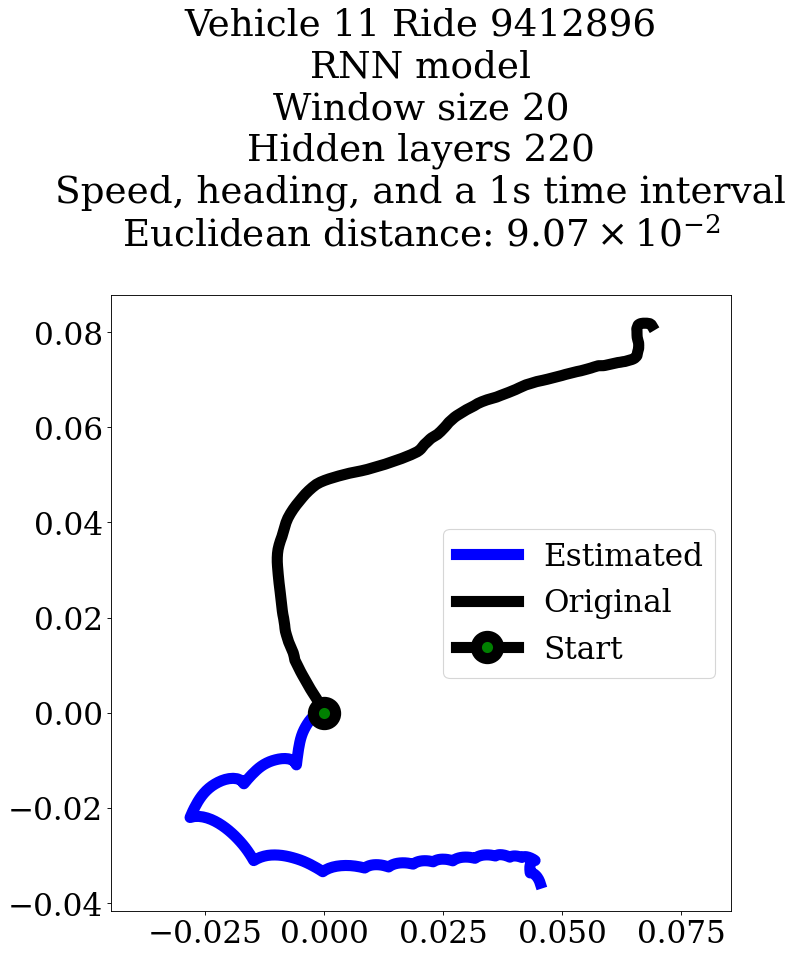 Vehicle 11 Ride 9412896
RNN model
Window size 20
Hidden layers 220
Speed, heading, and a 1s time interval
Euclidean distance: 9.07 × 10⁻²
0.08
0.06
0.04
0.02
0.00
−0.02
−0.04
Estimated
Original
Start
−0.025 0.000 0.025 0.050 0.075